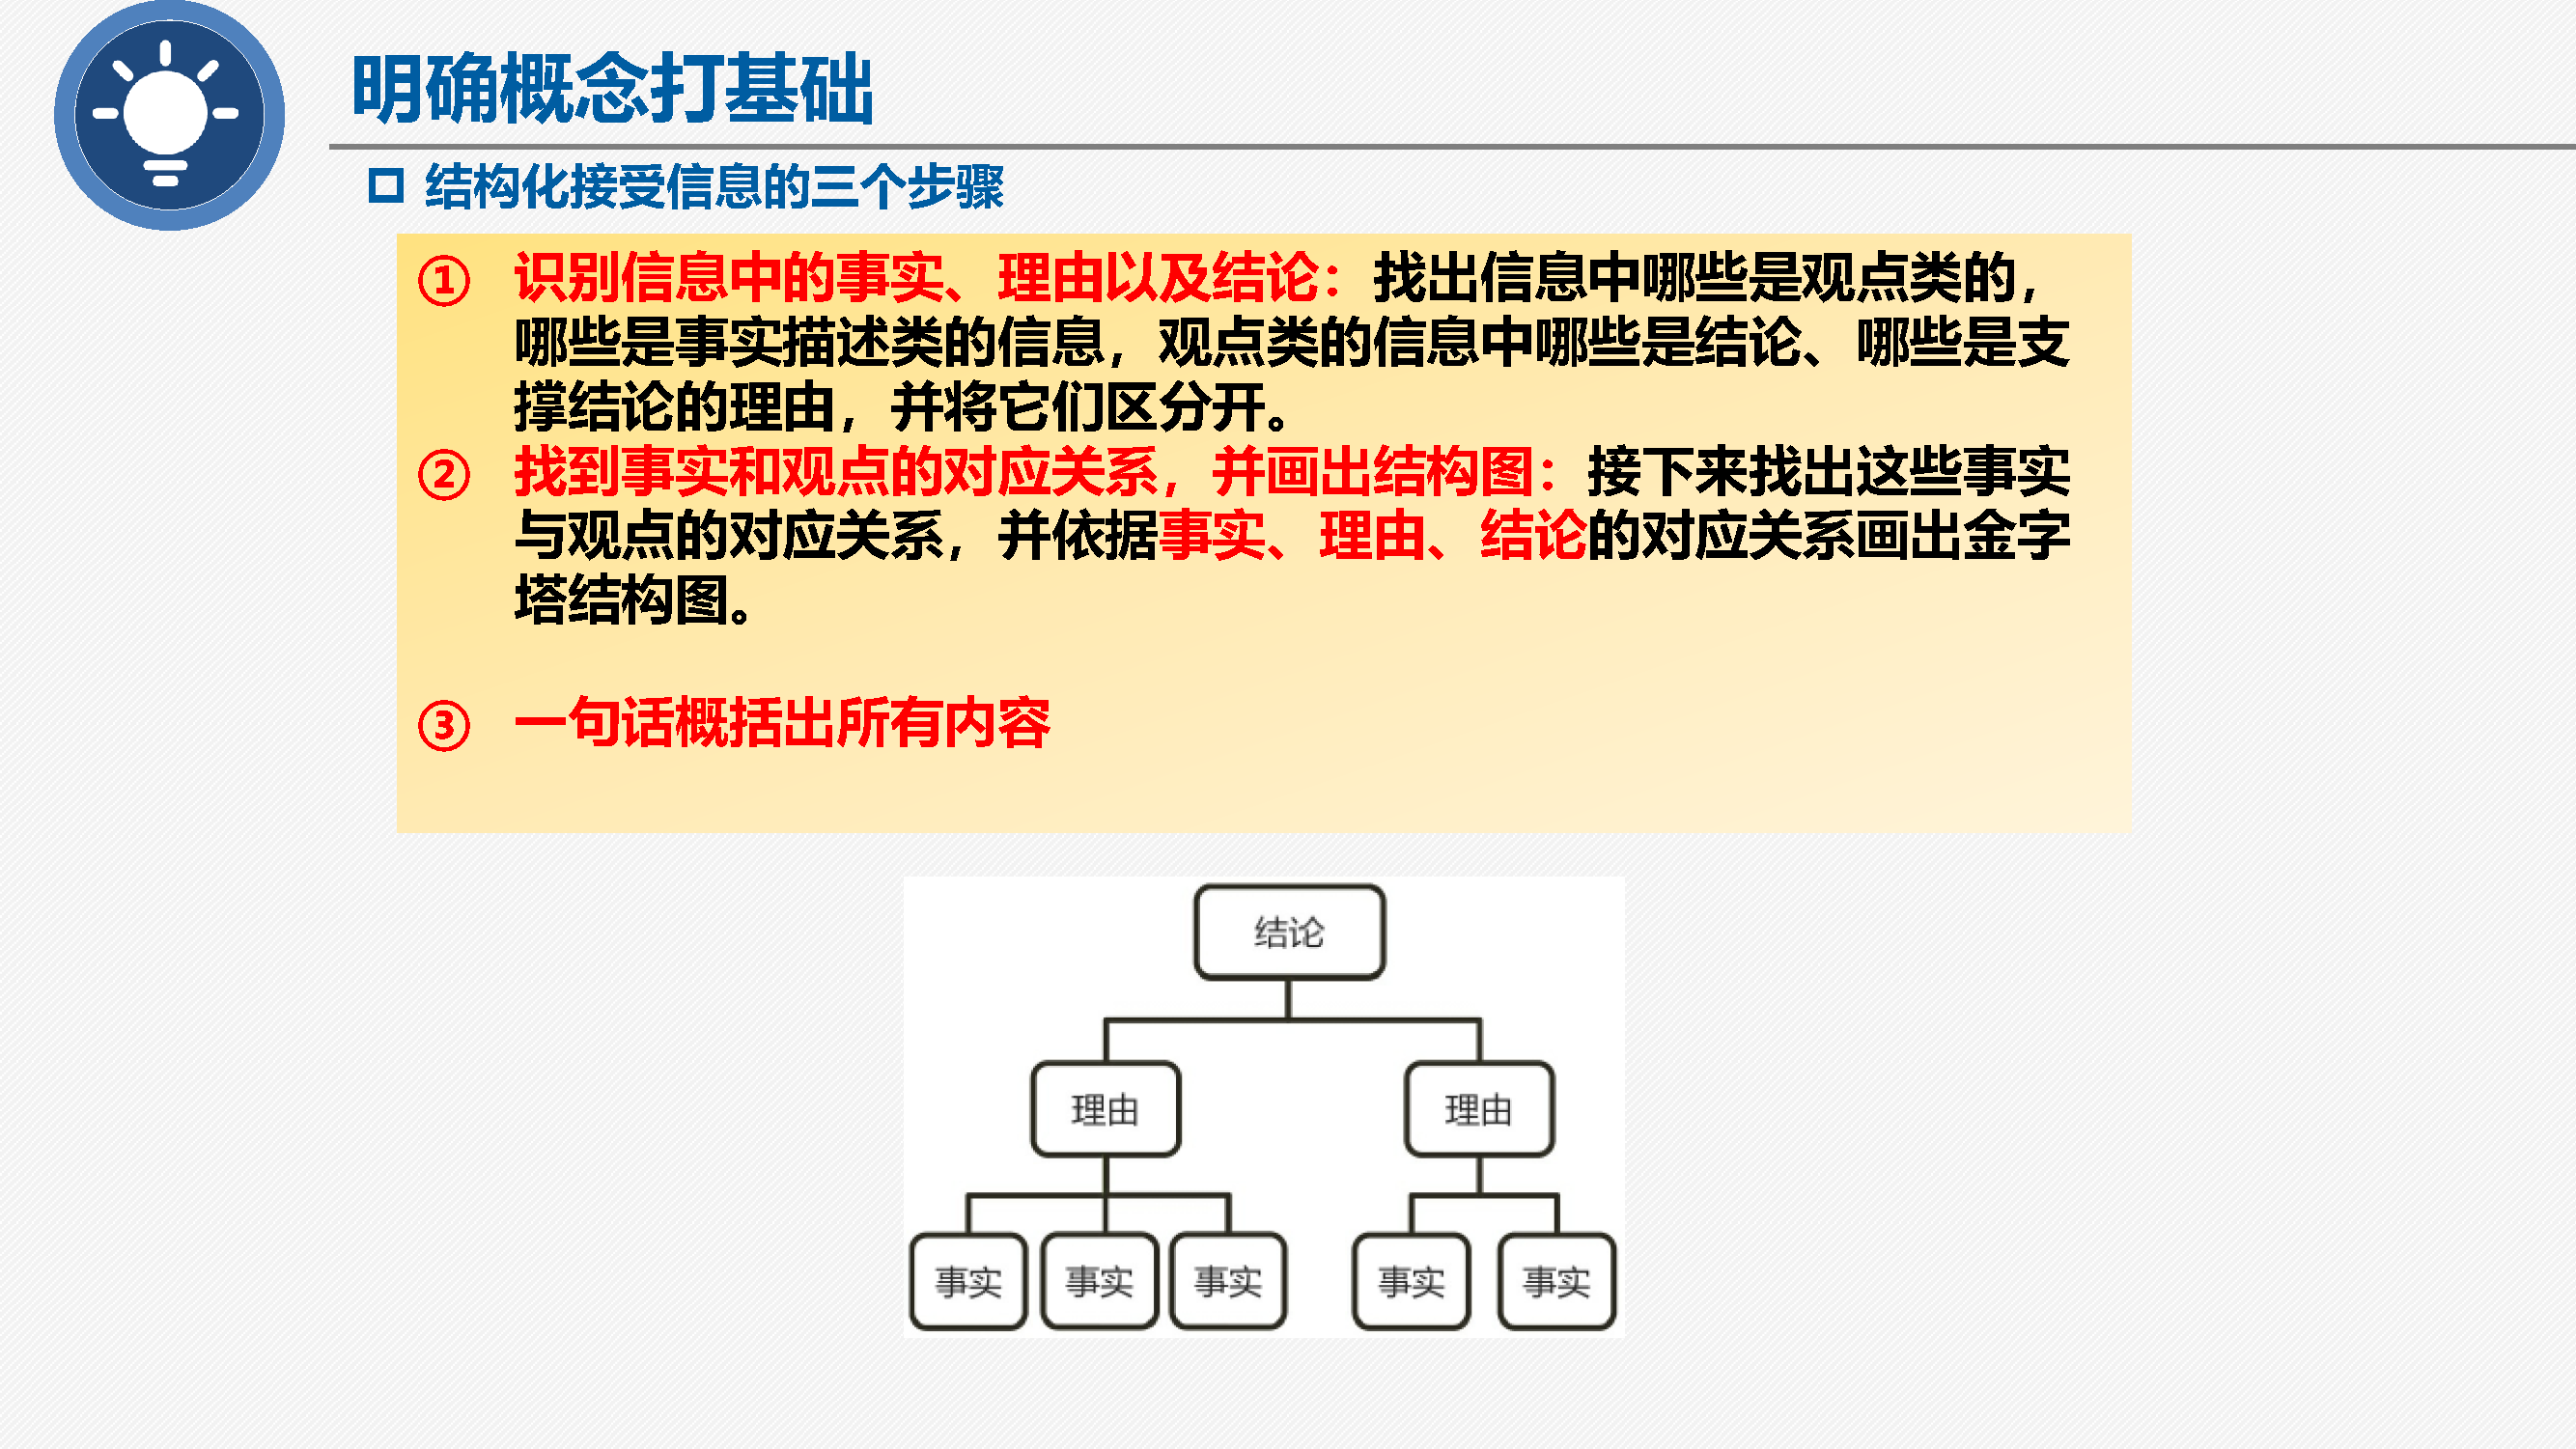 明确概念打基础
结构化接受信息的三个步骤
① 识别信息中的事实、理由以及结论：找出信息中哪些是观点类的，
哪些是事实描述类的信息，观点类的信息中哪些是结论、哪些是支
撑结论的理由，并将它们区分开。
② 找到事实和观点的对应关系，并画出结构图：接下来找出这些事实
与观点的对应关系，并依据事实、理由、结论的对应关系画出金字
塔结构图。
③ 一句话概括出所有内容
结论
理由 理由
事实 事实 事实 事实 事实